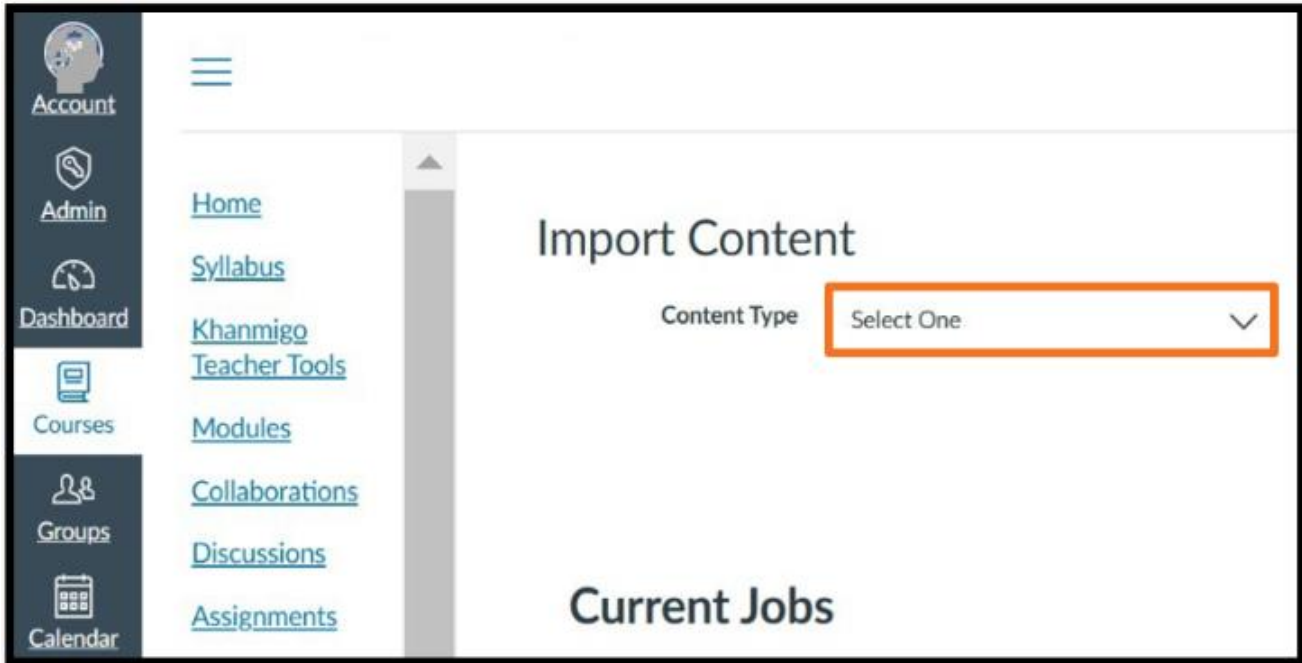 Account
Admin
Dashboard
Courses
Groups
Calendar
Home
Syllabus
Khanmigo
Teacher Tools
Modules
Collaborations
Discussions
Assignments
Import Content
Content Type
Select One
Current Jobs